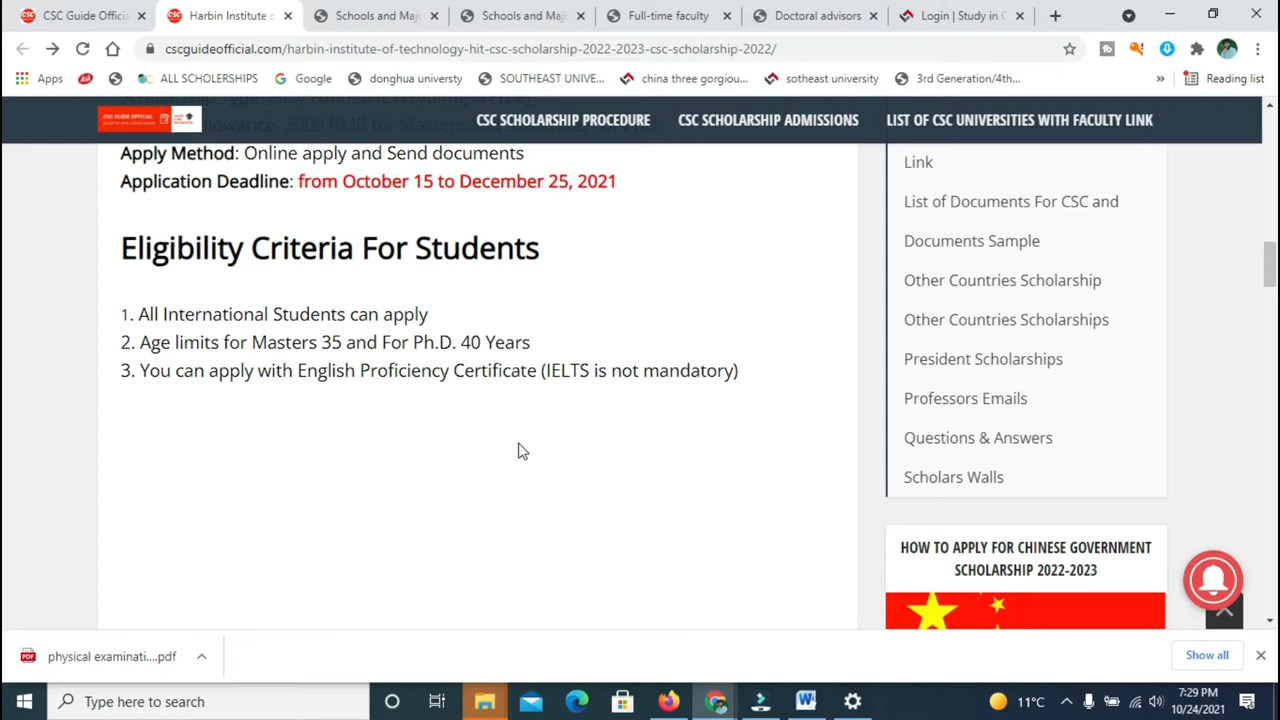 CSC Guide Officia
Harbin Institute o
Schools and Maj
Schools and Maj
Full-time faculty
Doctoral advisors
Login | Study in C
cscguideofficial.com/harbin-institute-of-technology-hit-csc-scholarship-2022-2023-csc-scholarship-2022/
Apps
ALL SCHOLERSHIPS
Google
donghua university
SOUTHEAST UNIVE...
china three gorgiou...
sotheast university
3rd Generation/4th...
»
Reading list
CSC GUIDE OFFICIAL
CSC SCHOLARSHIP PROCEDURE
CSC SCHOLARSHIP ADMISSIONS
LIST OF CSC UNIVERSITIES WITH FACULTY LINK
Apply Method: Online apply and Send documents
Application Deadline: from October 15 to December 25, 2021
Eligibility Criteria For Students
1. All International Students can apply
2. Age limits for Masters 35 and For Ph.D. 40 Years
3. You can apply with English Proficiency Certificate (IELTS is not mandatory)
Link
List of Documents For CSC and
Documents Sample
Other Countries Scholarship
Other Countries Scholarships
President Scholarships
Professors Emails
Questions & Answers
Scholars Walls
HOW TO APPLY FOR CHINESE GOVERNMENT
SCHOLARSHIP 2022-2023
PDF
physical examinati....pdf
Show all
Type here to search
11°C
7:29 PM
10/24/2021